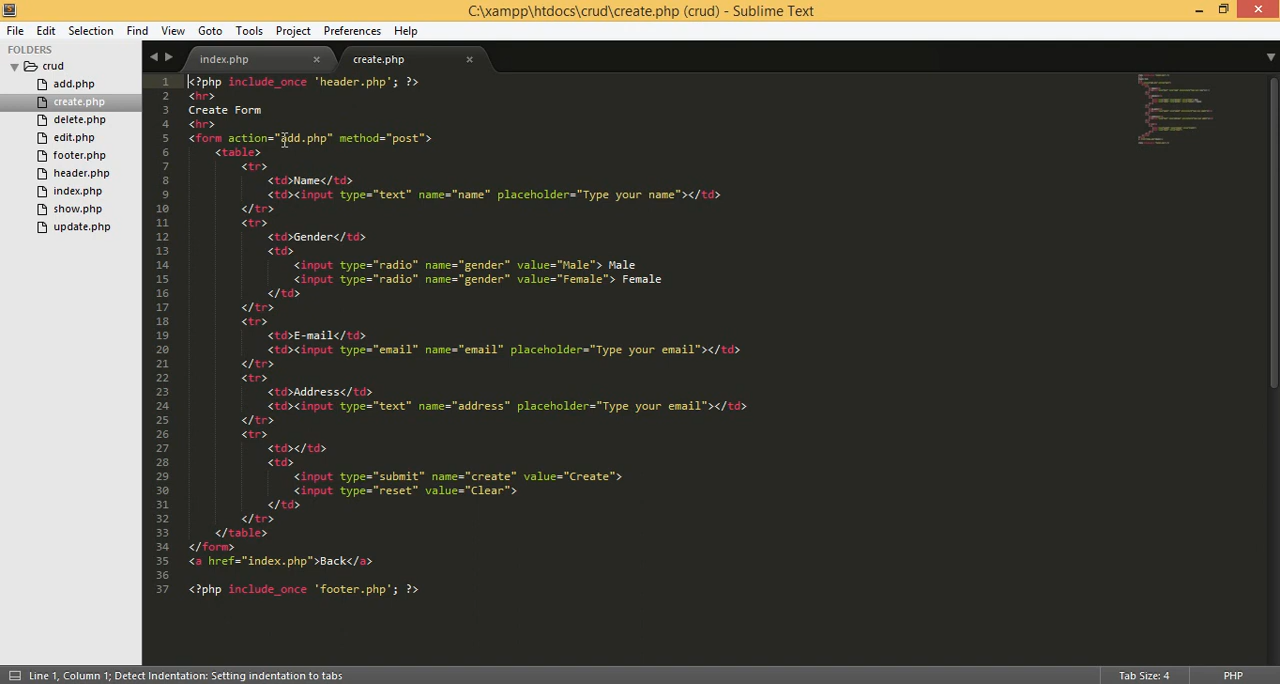 C:\xampp\htdocs\crud\create.php (crud) - Sublime Text
File Edit Selection Find View Goto Tools Project Preferences Help
FOLDERS
crud
add.php
create.php
delete.php
edit.php
footer.php
header.php
index.php
show.php
update.php
index.php × create.php ×
1 <?php include_once 'header.php'; ?>
2 <hr>
3 Create Form
4 <hr>
5 <form action="add.php" method="post">
6 <table>
7 <tr>
8 <td>Name</td>
9 <td><input type="text" name="name" placeholder="Type your name"></td>
10 </tr>
11 <tr>
12 <td>Gender</td>
13 <td>
14 <input type="radio" name="gender" value="Male"> Male
15 <input type="radio" name="gender" value="Female"> Female
16 </td>
17 </tr>
18 <tr>
19 <td>E-mail</td>
20 <td><input type="email" name="email" placeholder="Type your email"></td>
21 </tr>
22 <tr>
23 <td>Address</td>
24 <td><input type="text" name="address" placeholder="Type your email"></td>
25 </tr>
26 <tr>
27 <td></td>
28 <td>
29 <input type="submit" name="create" value="Create">
30 <input type="reset" value="Clear">
31 </td>
32 </tr>
33 </table>
34 </form>
35 <a href="index.php">Back</a>
36
37 <?php include_once 'footer.php'; ?>
Line 1, Column 1; Detect Indentation: Setting indentation to tabs Tab Size: 4 PHP